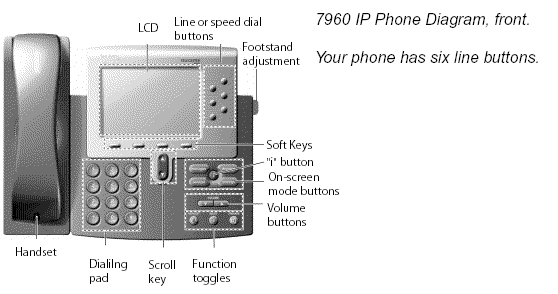 7960 IP Phone Diagram, front.
Your phone has six line buttons.
LCD
Line or speed dial
buttons
Footstand
adjustment
Soft Keys
"i" button
On-screen
mode buttons
Volume
buttons
Handset
Dialilng
pad
Scroll
key
Function
toggles